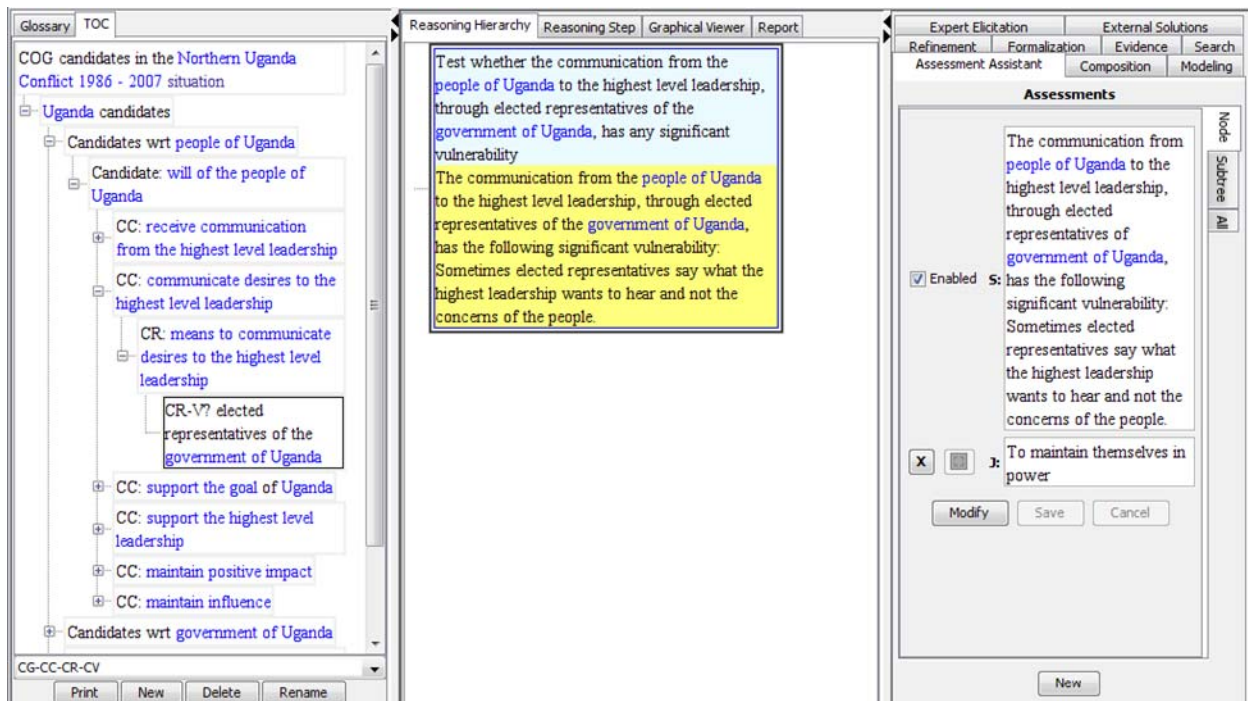 Glossary
TOC
COG candidates in the Northern Uganda
Conflict 1986 - 2007 situation
Uganda candidates
Candidates wrt people of Uganda
Candidate: will of the people of
Uganda
CC: receive communication
from the highest level leadership
CC: communicate desires to the
highest level leadership
CR: means to communicate
desires to the highest level
leadership
CR-V? elected
representatives of the
government of Uganda
CC: support the goal of Uganda
CC: support the highest level
leadership
CC: maintain positive impact
CC: maintain influence
Candidates wrt government of Uganda
CG-CC-CR-CV
Print
New
Delete
Rename
Reasoning Hierarchy
Reasoning Step
Graphical Viewer
Report
Test whether the communication from the
people of Uganda to the highest level leadership,
through elected representatives of the
government of Uganda, has any significant
vulnerability
The communication from the people of Uganda
to the highest level leadership, through elected
representatives of the government of Uganda,
has the following significant vulnerability:
Sometimes elected representatives say what the
highest leadership wants to hear and not the
concerns of the people.
Expert Elicitation
External Solutions
Refinement
Formalization
Evidence
Search
Assessment Assistant
Composition
Modeling
Assessments
Node
Subtree
All
Enabled
S:
The communication from
people of Uganda to the
highest level leadership,
through elected
representatives of
government of Uganda,
has the following
significant vulnerability:
Sometimes elected
representatives say what
the highest leadership
wants to hear and not the
concerns of the people.
X
J:
To maintain themselves in
power
Modify
Save
Cancel
New